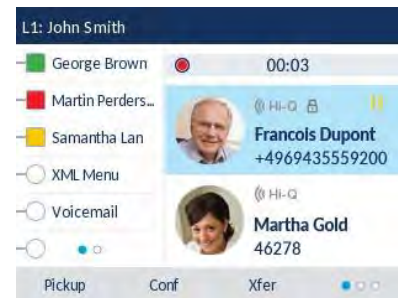 L1: John Smith
George Brown
Martin Perders...
Samantha Lan
XML Menu
Voicemail
00:03
Hi-Q
Francois Dupont
+4969435559200
Hi-Q
Martha Gold
46278
Pickup Conf Xfer